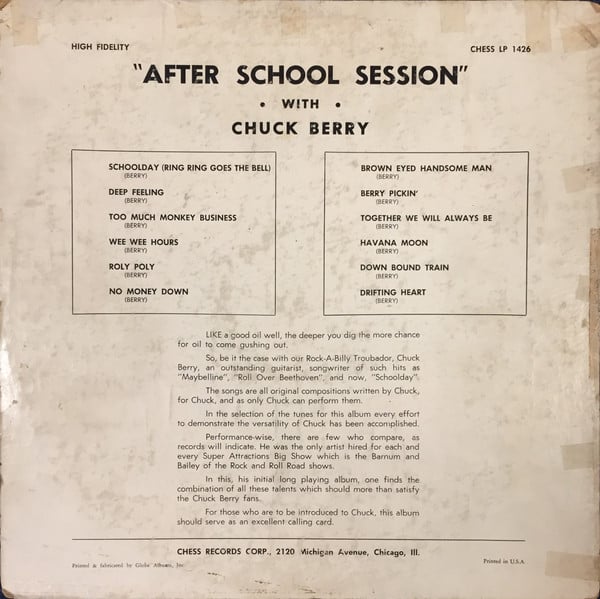 HIGH FIDELITY
CHESS LP 1426
"AFTER SCHOOL SESSION"
• WITH •
CHUCK BERRY
SCHOOLDAY (RING RING GOES THE BELL)
(BERRY)
DEEP FEELING
(BERRY)
TOO MUCH MONKEY BUSINESS
(BERRY)
WEE WEE HOURS
(BERRY)
ROLY POLY
(BERRY)
NO MONEY DOWN
(BERRY)
BROWN EYED HANDSOME MAN
(BERRY)
BERRY PICKIN'
(BERRY)
TOGETHER WE WILL ALWAYS BE
(BERRY)
HAVANA MOON
(BERRY)
DOWN BOUND TRAIN
(BERRY)
DRIFTING HEART
(BERRY)
LIKE a good oil well, the deeper you dig the more chance
for oil to come gushing out.
So, be it the case with our Rock-A-Billy Troubador, Chuck
Berry, an outstanding guitarist, songwriter of such hits as
"Maybelline", "Roll Over Beethoven", and now, "Schoolday".
The songs are all original compositions written by Chuck,
for Chuck, and as only Chuck can perform them.
In the selection of the tunes for this album every effort
to demonstrate the versatility of Chuck has been accomplished.
Performance-wise, there are few who compare, as
records will indicate. He was the only artist hired for each and
every Super Attractions Big Show which is the Barnum and
Bailey of the Rock and Roll Road shows.
In this, his initial long playing album, one finds the
combination of all these talents which should more than satisfy
the Chuck Berry fans.
For those who are to be introduced to Chuck, this album
should serve as an excellent calling card.
CHESS RECORDS CORP., 2120 Michigan Avenue, Chicago, Ill.
Printed & fabricated by Globe Albums, Inc.
Printed in U.S.A.